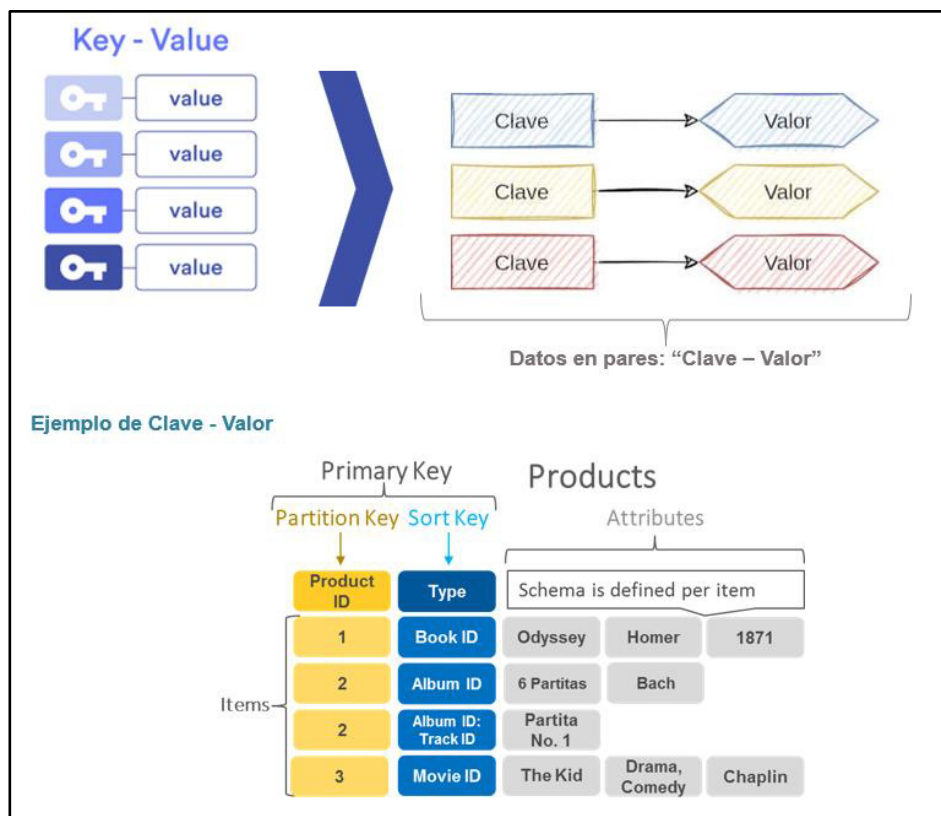 Key - Value
value
value
value
value
Clave
Valor
Clave
Valor
Clave
Valor
Datos en pares: “Clave – Valor”
Ejemplo de Clave - Valor
Primary Key
Products
Partition Key
Sort Key
Attributes
Product
ID
Type
Schema is defined per item
Items
1
Book ID
Odyssey
Homer
1871
2
Album ID
6 Partitas
Bach
2
Album ID:
Track ID
Partita
No. 1
3
Movie ID
The Kid
Drama,
Comedy
Chaplin